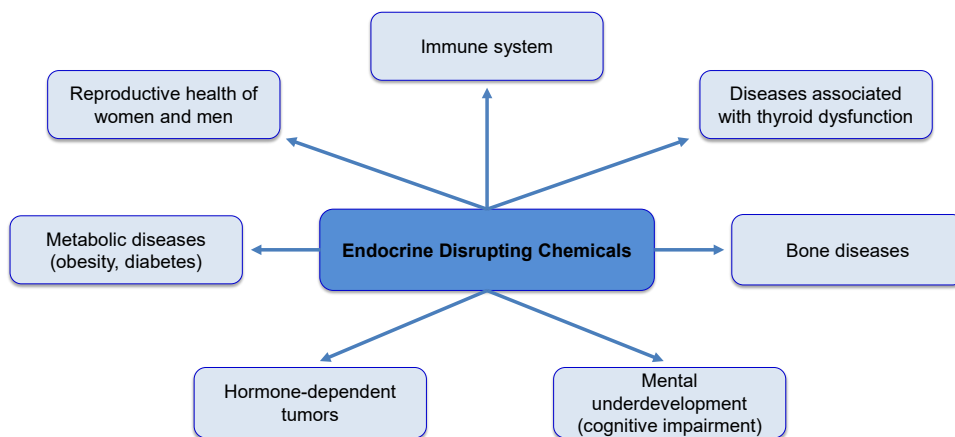 Immune system
Reproductive health of
women and men
Diseases associated
with thyroid dysfunction
Metabolic diseases
(obesity, diabetes)
Endocrine Disrupting Chemicals
Bone diseases
Hormone-dependent
tumors
Mental
underdevelopment
(cognitive impairment)